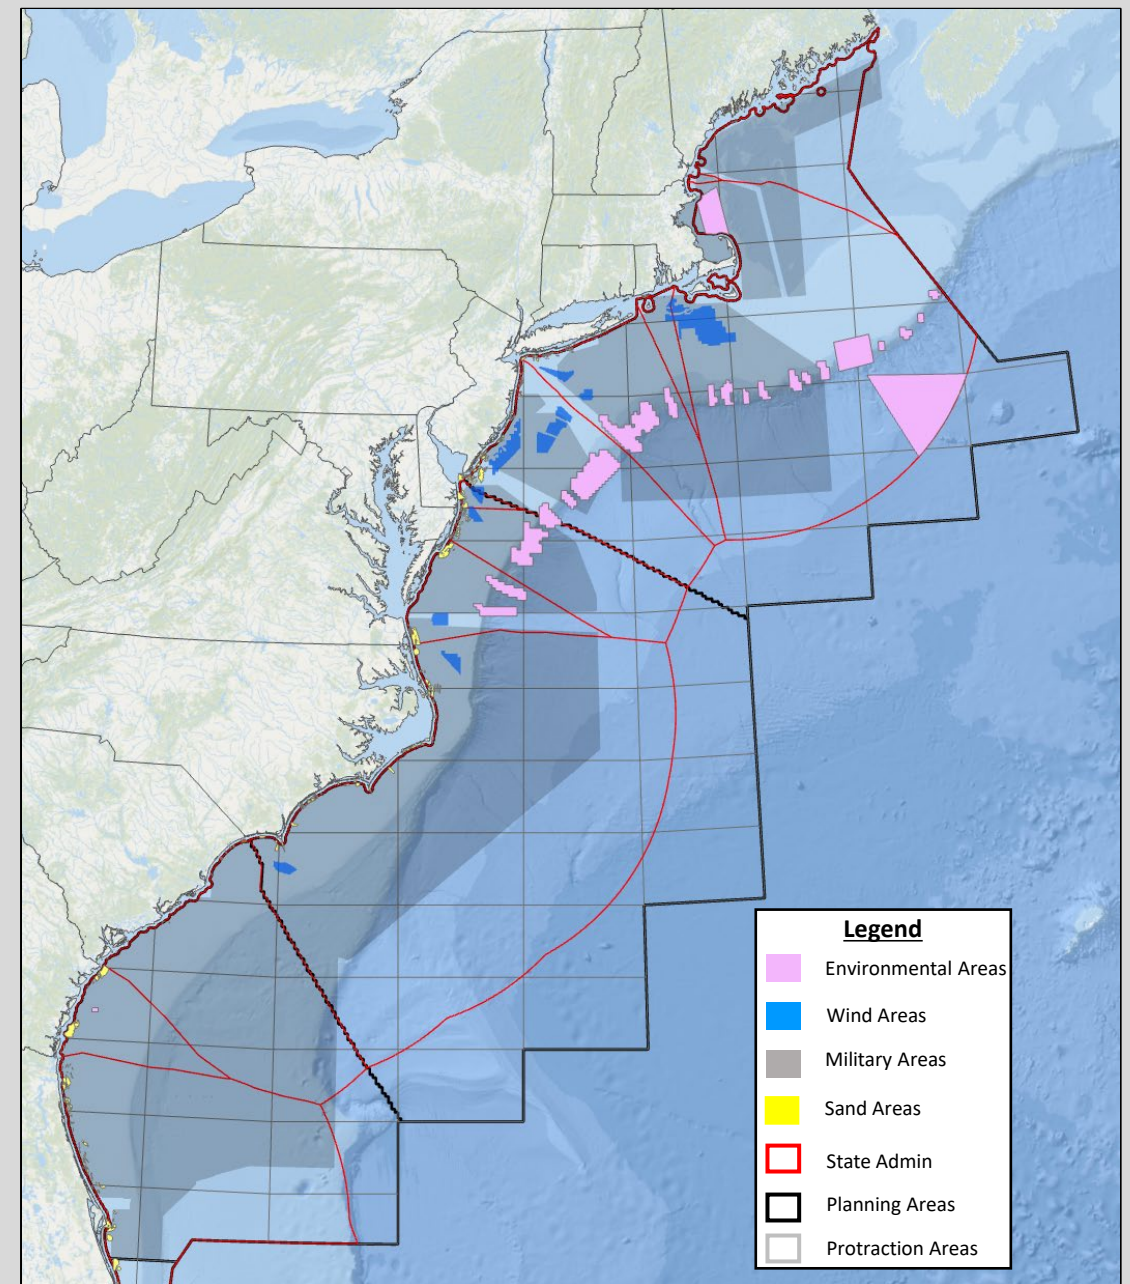 Legend
Environmental Areas
Wind Areas
Military Areas
Sand Areas
State Admin
Planning Areas
Protraction Areas